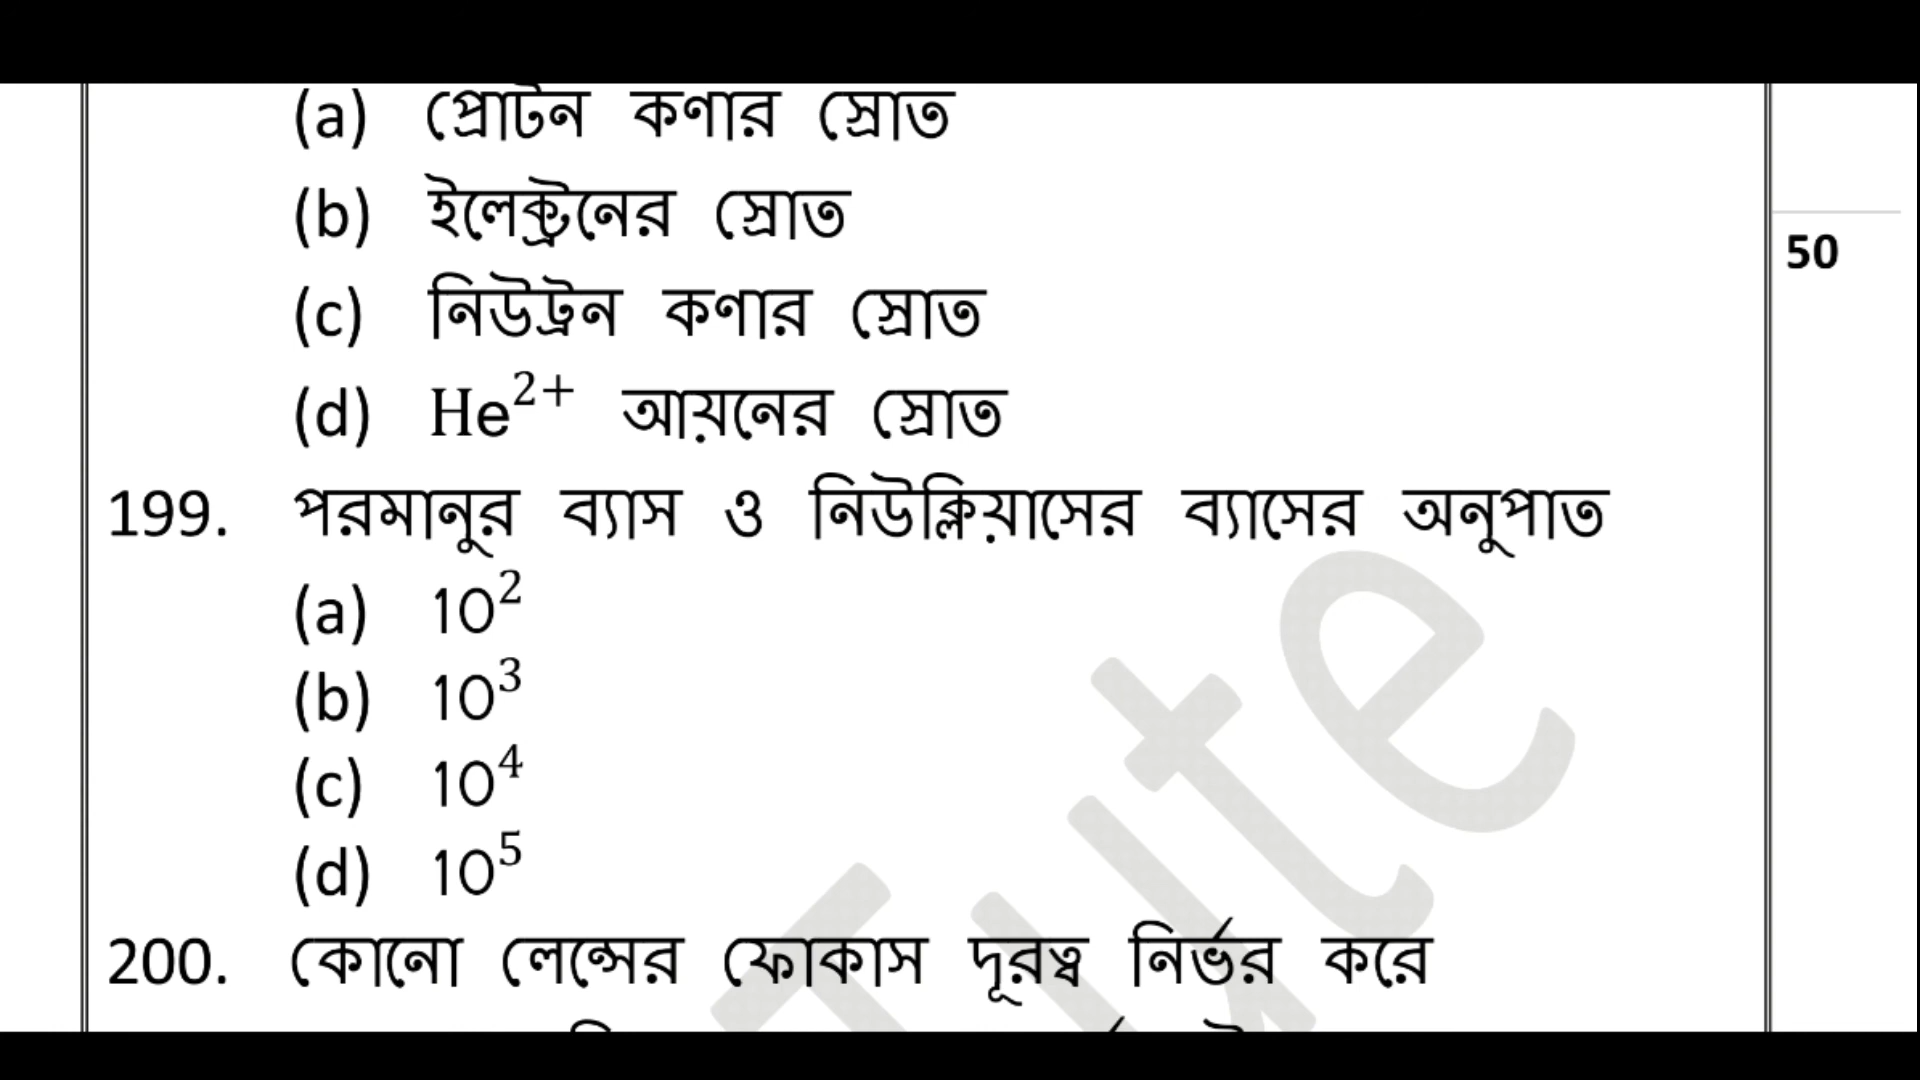 (a) প্রোটন কণার স্রোত
(b) ইলেক্ট্রনের স্রোত
50
(c) নিউট্রন কণার স্রোত
(d) He²⁺ আয়নের স্রোত
199. পরমানুর ব্যাস ও নিউক্লিয়াসের ব্যাসের অনুপাত
(a) 10²
(b) 10³
(c) 10⁴
(d) 10⁵
200. কোনো লেন্সের ফোকাস দূরত্ব নির্ভর করে
Tute